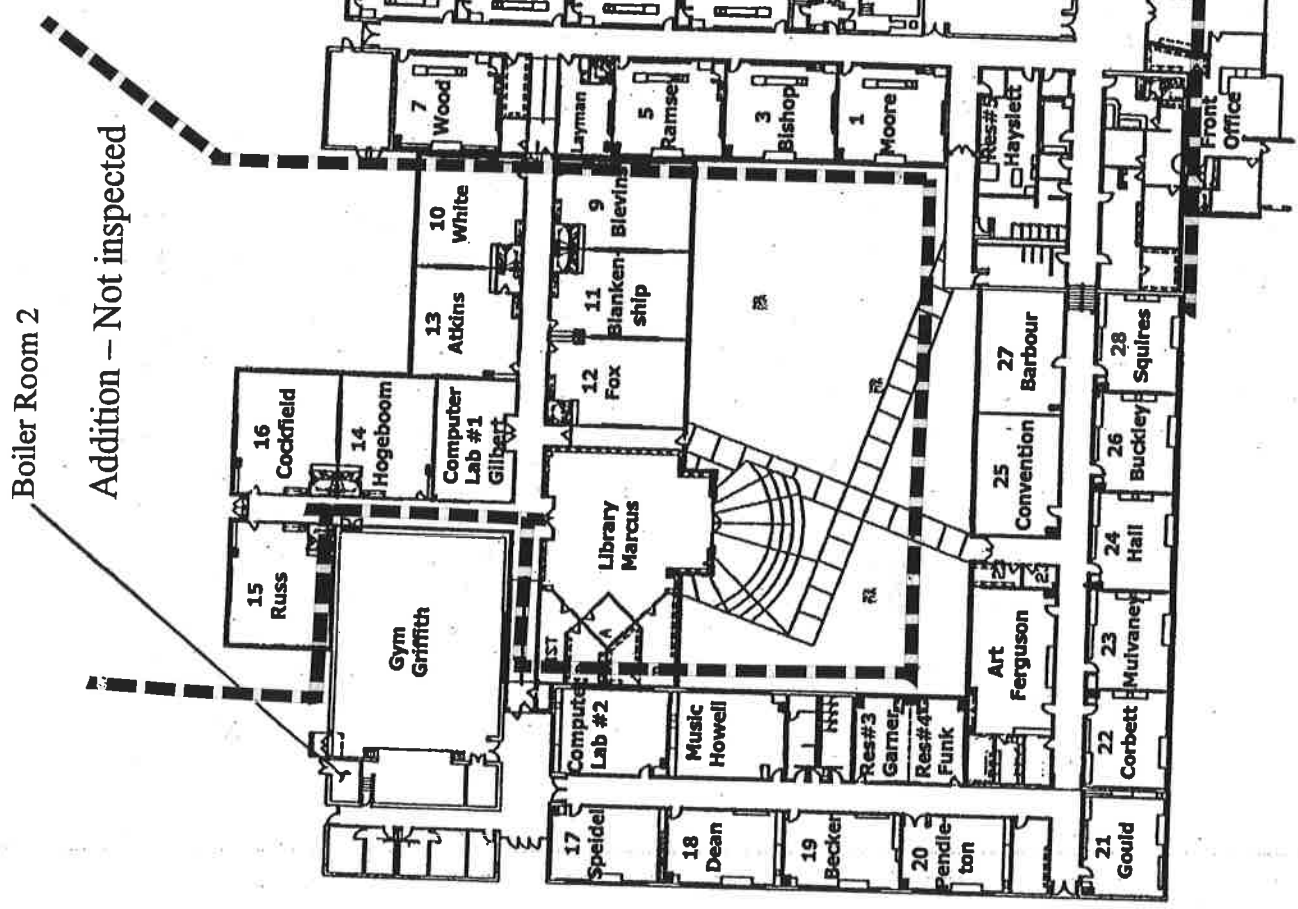 Boiler Room 2
Addition – Not inspected
7
Wood
Layman
5
Ramse
3
Bishop
1
Moore
Res#5
Hayslett
Front
Office
10
White
13
Atkins
9
Blevins
11
Blanken-
ship
12
Fox
16
Cockfield
14
Hogeboom
Computer
Lab #1
Gilbert
15
Russ
Gym
Griffith
Library
Marcus
A
27
Barbour
25
Convention
28
Squires
26
Buckley
24
Hall
23
Mulvaney
22
Corbett
21
Gould
Art
Ferguson
Compute
Lab #2
Music
Howell
Res#3
Garner
Res#4
Funk
17
Speidel
18
Dean
19
Becker
20
Pendle-
ton